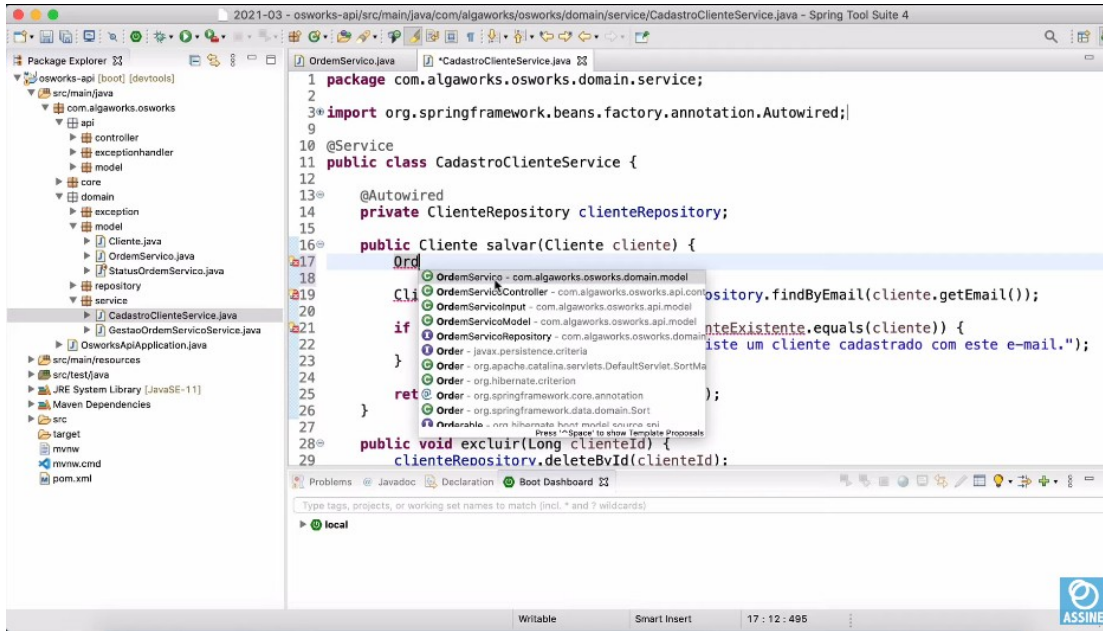 2021-03 - osworks-api/src/main/java/com/algaworks/osworks/domain/service/CadastroClienteService.java - Spring Tool Suite 4
Package Explorer
osworks-api [boot] [devtools]
src/main/java
com.algaworks.osworks
api
controller
exceptionhandler
model
core
domain
exception
model
Cliente.java
OrdemServico.java
StatusOrdemServico.java
repository
service
CadastroClienteService.java
GestaoOrdemServicoService.java
OsworksApiApplication.java
src/main/resources
src/test/java
JRE System Library [JavaSE-11]
Maven Dependencies
src
target
mvnw
mvnw.cmd
pom.xml
OrdemServico.java *CadastroClienteService.java
1 package com.algaworks.osworks.domain.service;
2
3 import org.springframework.beans.factory.annotation.Autowired;
9
10 @Service
11 public class CadastroClienteService {
12
13 @Autowired
14 private ClienteRepository clienteRepository;
15
16 public Cliente salvar(Cliente cliente) {
17 Ord
18
19 Cli ository.findByEmail(cliente.getEmail());
20
21 if nteExistente.equals(cliente)) {
22 iste um cliente cadastrado com este e-mail.");
23 }
24
25 ret );
26 }
27
28 public void excluir(Long clienteId) {
29 clienteRepository.deleteById(clienteId);
OrdemServico - com.algaworks.osworks.domain.model
OrdemServicoController - com.algaworks.osworks.api.cont
OrdemServicoInput - com.algaworks.osworks.api.model
OrdemServicoModel - com.algaworks.osworks.api.model
OrdemServicoRepository - com.algaworks.osworks.domain
Order - javax.persistence.criteria
Order - org.apache.catalina.servlets.DefaultServlet.SortMa
Order - org.hibernate.criterion
Order - org.springframework.core.annotation
Order - org.springframework.data.domain.Sort
Orderable - org.hibernate.boot.model.source.spi
Press '^Space' to show Template Proposals
Problems @ Javadoc Declaration Boot Dashboard
Type tags, projects, or working set names to match (incl. * and ? wildcards)
local
Writable Smart Insert 17 : 12 : 495
ASSINE